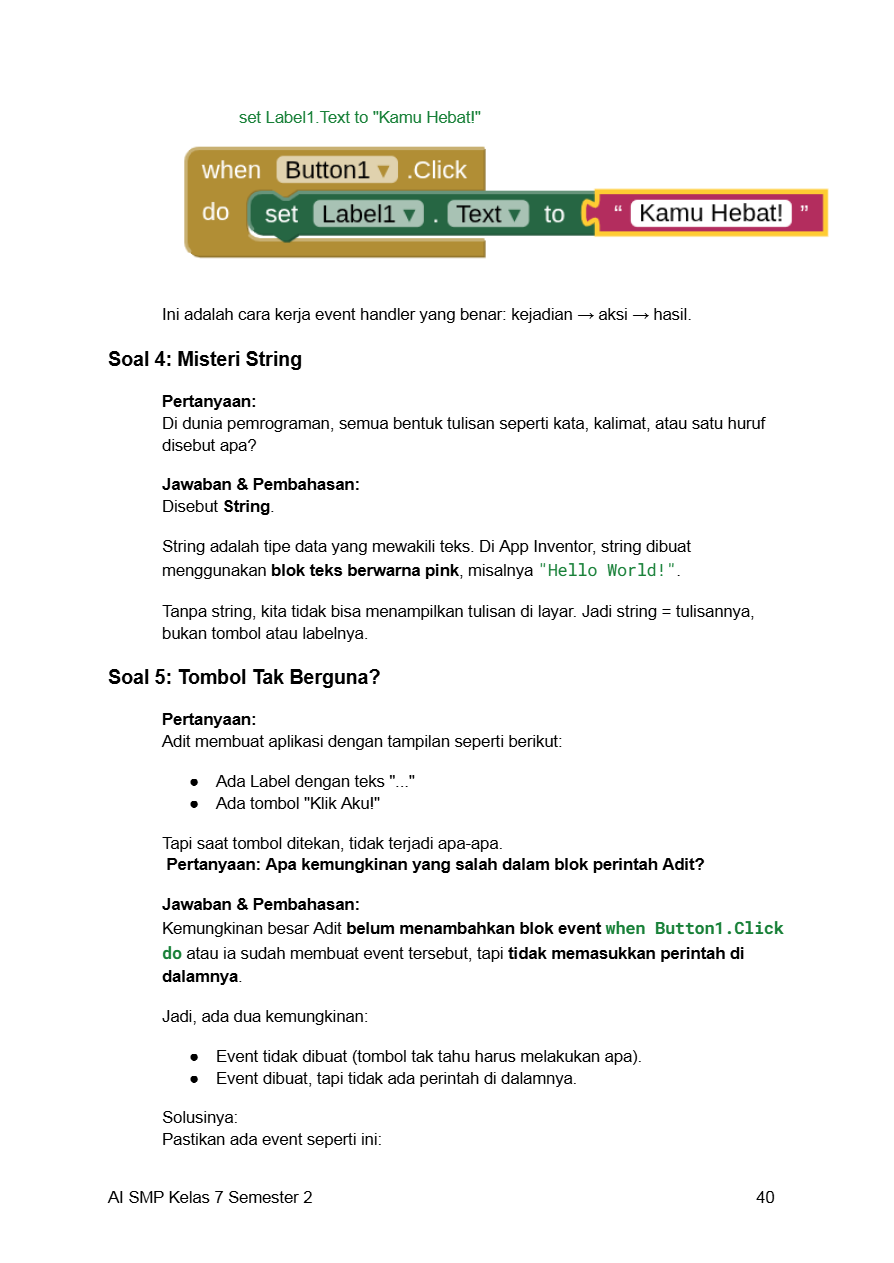 set Label1.Text to "Kamu Hebat!"
when Button1 .Click
do set Label1 . Text to “ Kamu Hebat! ”
Ini adalah cara kerja event handler yang benar: kejadian → aksi → hasil.
Soal 4: Misteri String
Pertanyaan:
Di dunia pemrograman, semua bentuk tulisan seperti kata, kalimat, atau satu huruf
disebut apa?
Jawaban & Pembahasan:
Disebut String.
String adalah tipe data yang mewakili teks. Di App Inventor, string dibuat
menggunakan blok teks berwarna pink, misalnya "Hello World!".
Tanpa string, kita tidak bisa menampilkan tulisan di layar. Jadi string = tulisannya,
bukan tombol atau labelnya.
Soal 5: Tombol Tak Berguna?
Pertanyaan:
Adit membuat aplikasi dengan tampilan seperti berikut:
● Ada Label dengan teks "..."
● Ada tombol "Klik Aku!"
Tapi saat tombol ditekan, tidak terjadi apa-apa.
Pertanyaan: Apa kemungkinan yang salah dalam blok perintah Adit?
Jawaban & Pembahasan:
Kemungkinan besar Adit belum menambahkan blok event when Button1.Click
do atau ia sudah membuat event tersebut, tapi tidak memasukkan perintah di
dalamnya.
Jadi, ada dua kemungkinan:
● Event tidak dibuat (tombol tak tahu harus melakukan apa).
● Event dibuat, tapi tidak ada perintah di dalamnya.
Solusinya:
Pastikan ada event seperti ini:
AI SMP Kelas 7 Semester 2 40